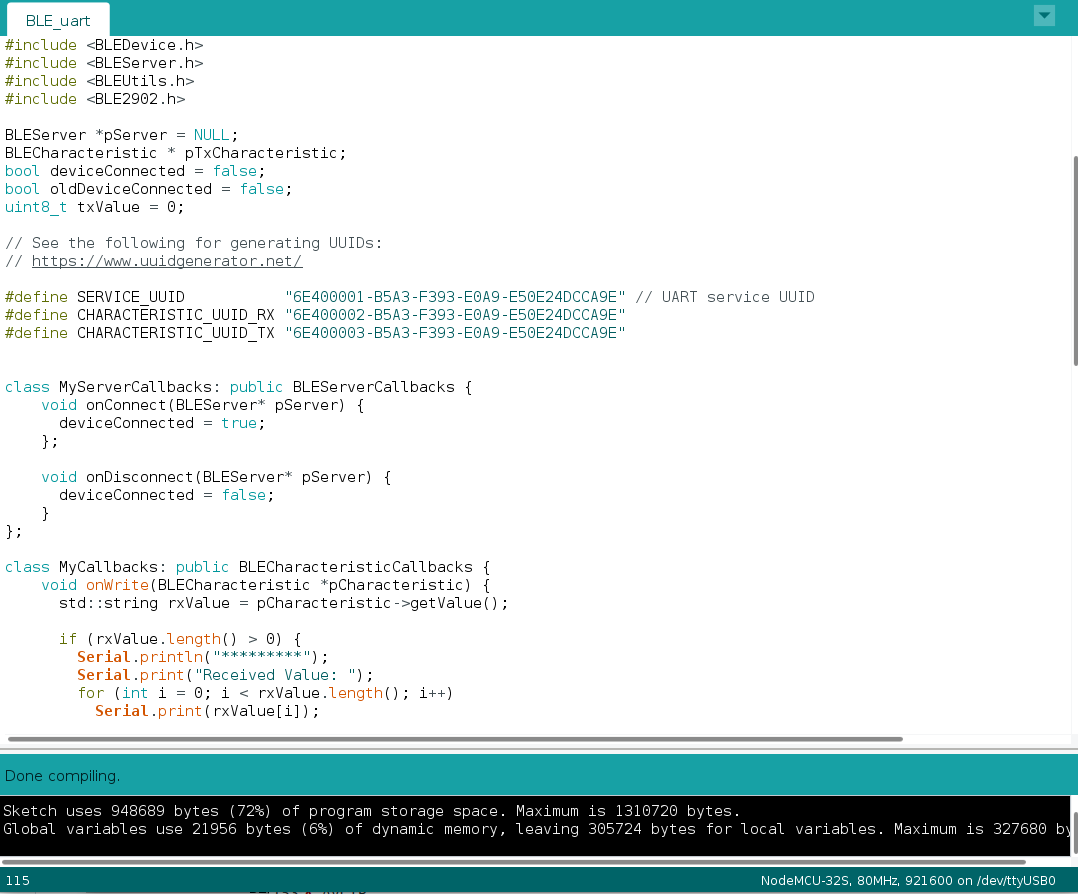 BLE_uart
#include <BLEDevice.h>
#include <BLEServer.h>
#include <BLEUtils.h>
#include <BLE2902.h>
BLEServer *pServer = NULL;
BLECharacteristic * pTxCharacteristic;
bool deviceConnected = false;
bool oldDeviceConnected = false;
uint8_t txValue = 0;
// See the following for generating UUIDs:
// https://www.uuidgenerator.net/
#define SERVICE_UUID           "6E400001-B5A3-F393-E0A9-E50E24DCCA9E" // UART service UUID
#define CHARACTERISTIC_UUID_RX "6E400002-B5A3-F393-E0A9-E50E24DCCA9E"
#define CHARACTERISTIC_UUID_TX "6E400003-B5A3-F393-E0A9-E50E24DCCA9E"
class MyServerCallbacks: public BLEServerCallbacks {
    void onConnect(BLEServer* pServer) {
      deviceConnected = true;
    };
    void onDisconnect(BLEServer* pServer) {
      deviceConnected = false;
    }
};
class MyCallbacks: public BLECharacteristicCallbacks {
    void onWrite(BLECharacteristic *pCharacteristic) {
      std::string rxValue = pCharacteristic->getValue();
      if (rxValue.length() > 0) {
        Serial.println("*********");
        Serial.print("Received Value: ");
        for (int i = 0; i < rxValue.length(); i++)
          Serial.print(rxValue[i]);
Done compiling.
Sketch uses 948689 bytes (72%) of program storage space. Maximum is 1310720 bytes.
Global variables use 21956 bytes (6%) of dynamic memory, leaving 305724 bytes for local variables. Maximum is 327680 by
115
NodeMCU-32S, 80MHz, 921600 on /dev/ttyUSB0